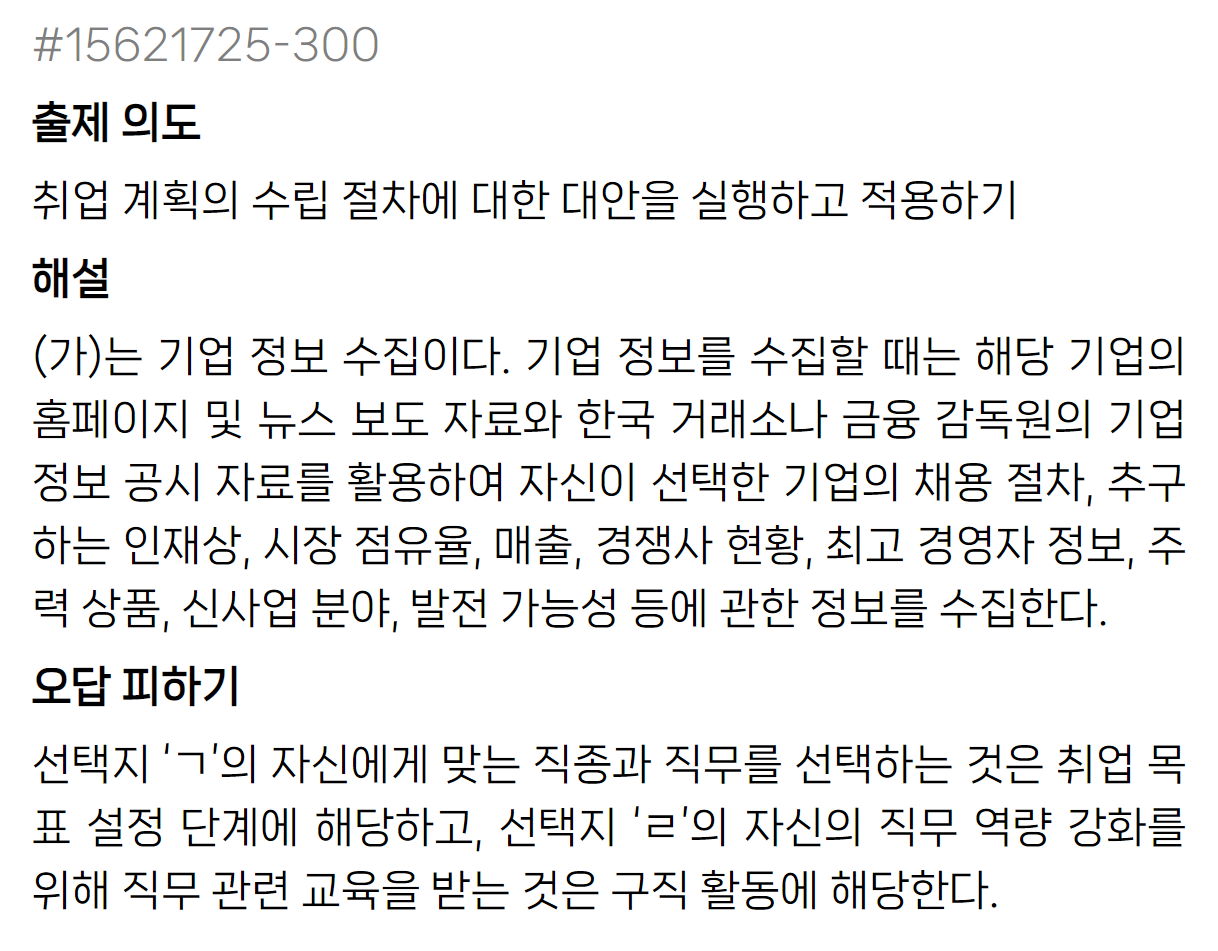 #15621725-300
출제 의도
취업 계획의 수립 절차에 대한 대안을 실행하고 적용하기
해설
(가)는 기업 정보 수집이다. 기업 정보를 수집할 때는 해당 기업의
홈페이지 및 뉴스 보도 자료와 한국 거래소나 금융 감독원의 기업
정보 공시 자료를 활용하여 자신이 선택한 기업의 채용 절차, 추구
하는 인재상, 시장 점유율, 매출, 경쟁사 현황, 최고 경영자 정보, 주
력 상품, 신사업 분야, 발전 가능성 등에 관한 정보를 수집한다.
오답 피하기
선택지 ‘ㄱ’의 자신에게 맞는 직종과 직무를 선택하는 것은 취업 목
표 설정 단계에 해당하고, 선택지 ‘ㄹ’의 자신의 직무 역량 강화를
위해 직무 관련 교육을 받는 것은 구직 활동에 해당한다.